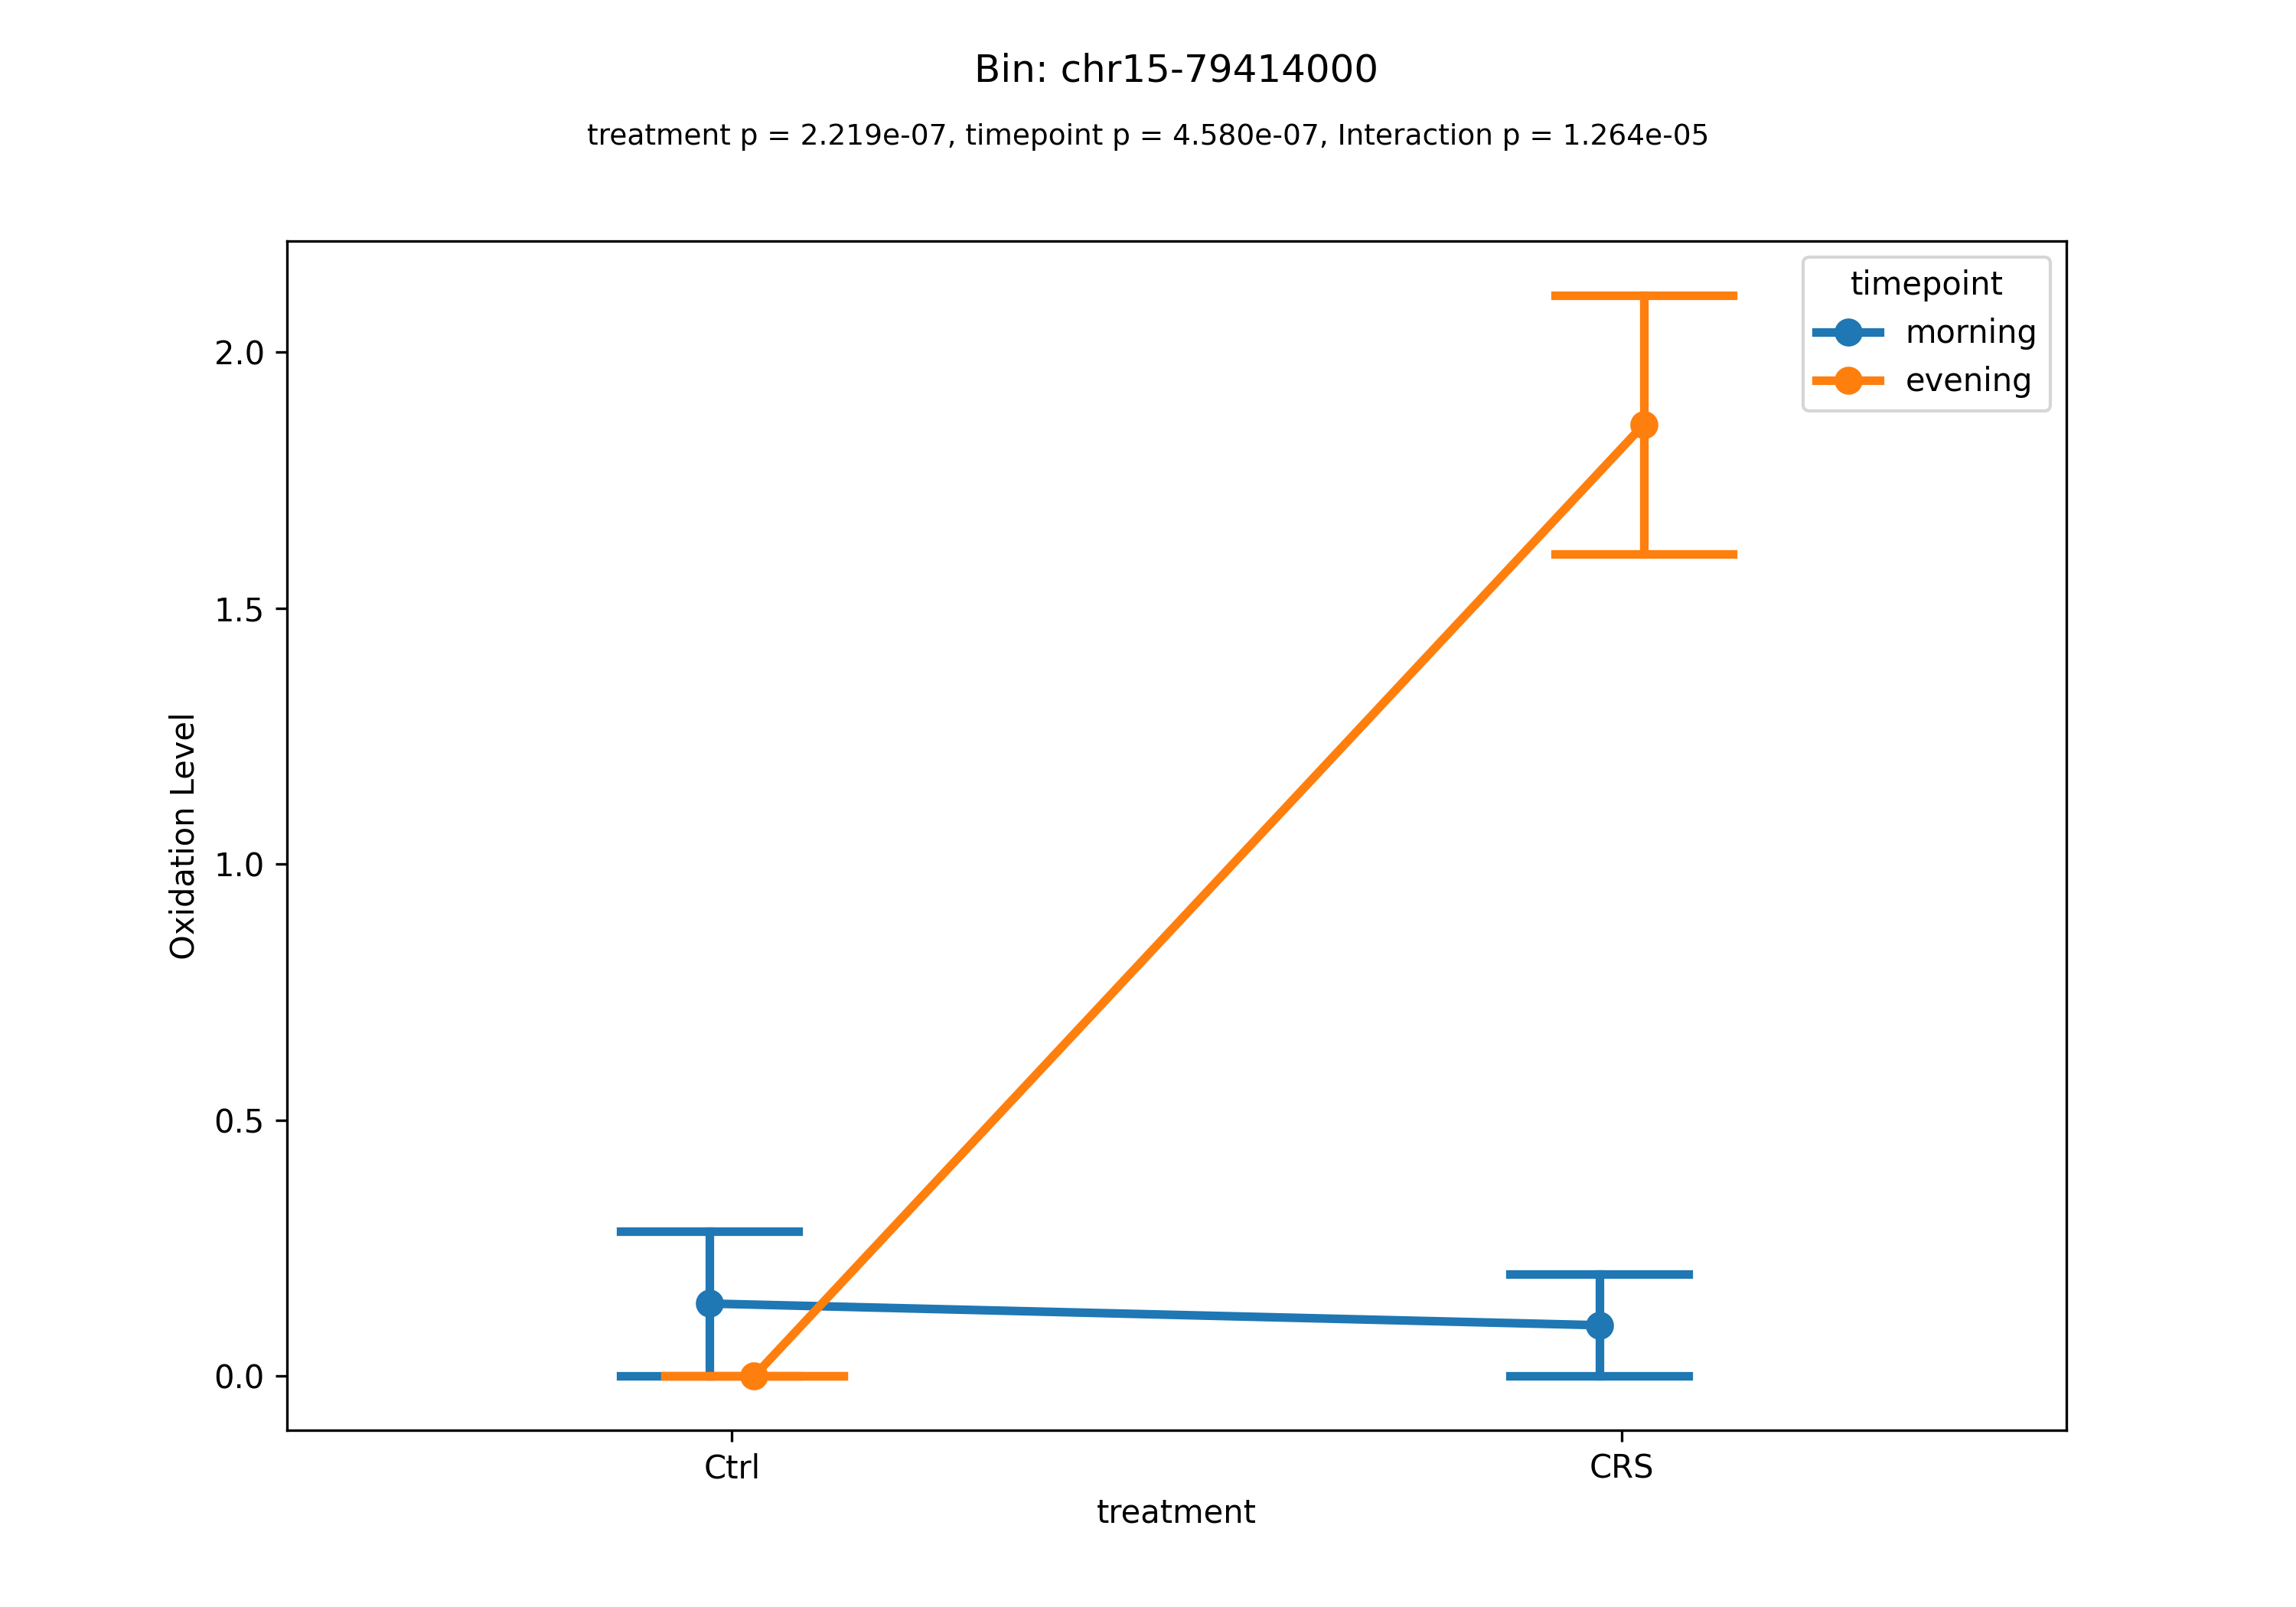 Bin: chr15-79414000
treatment p = 2.219e-07, timepoint p = 4.580e-07, Interaction p = 1.264e-05
timepoint
morning
evening
2.0
1.5
1.0
0.5
0.0
Oxidation Level
Ctrl
CRS
treatment